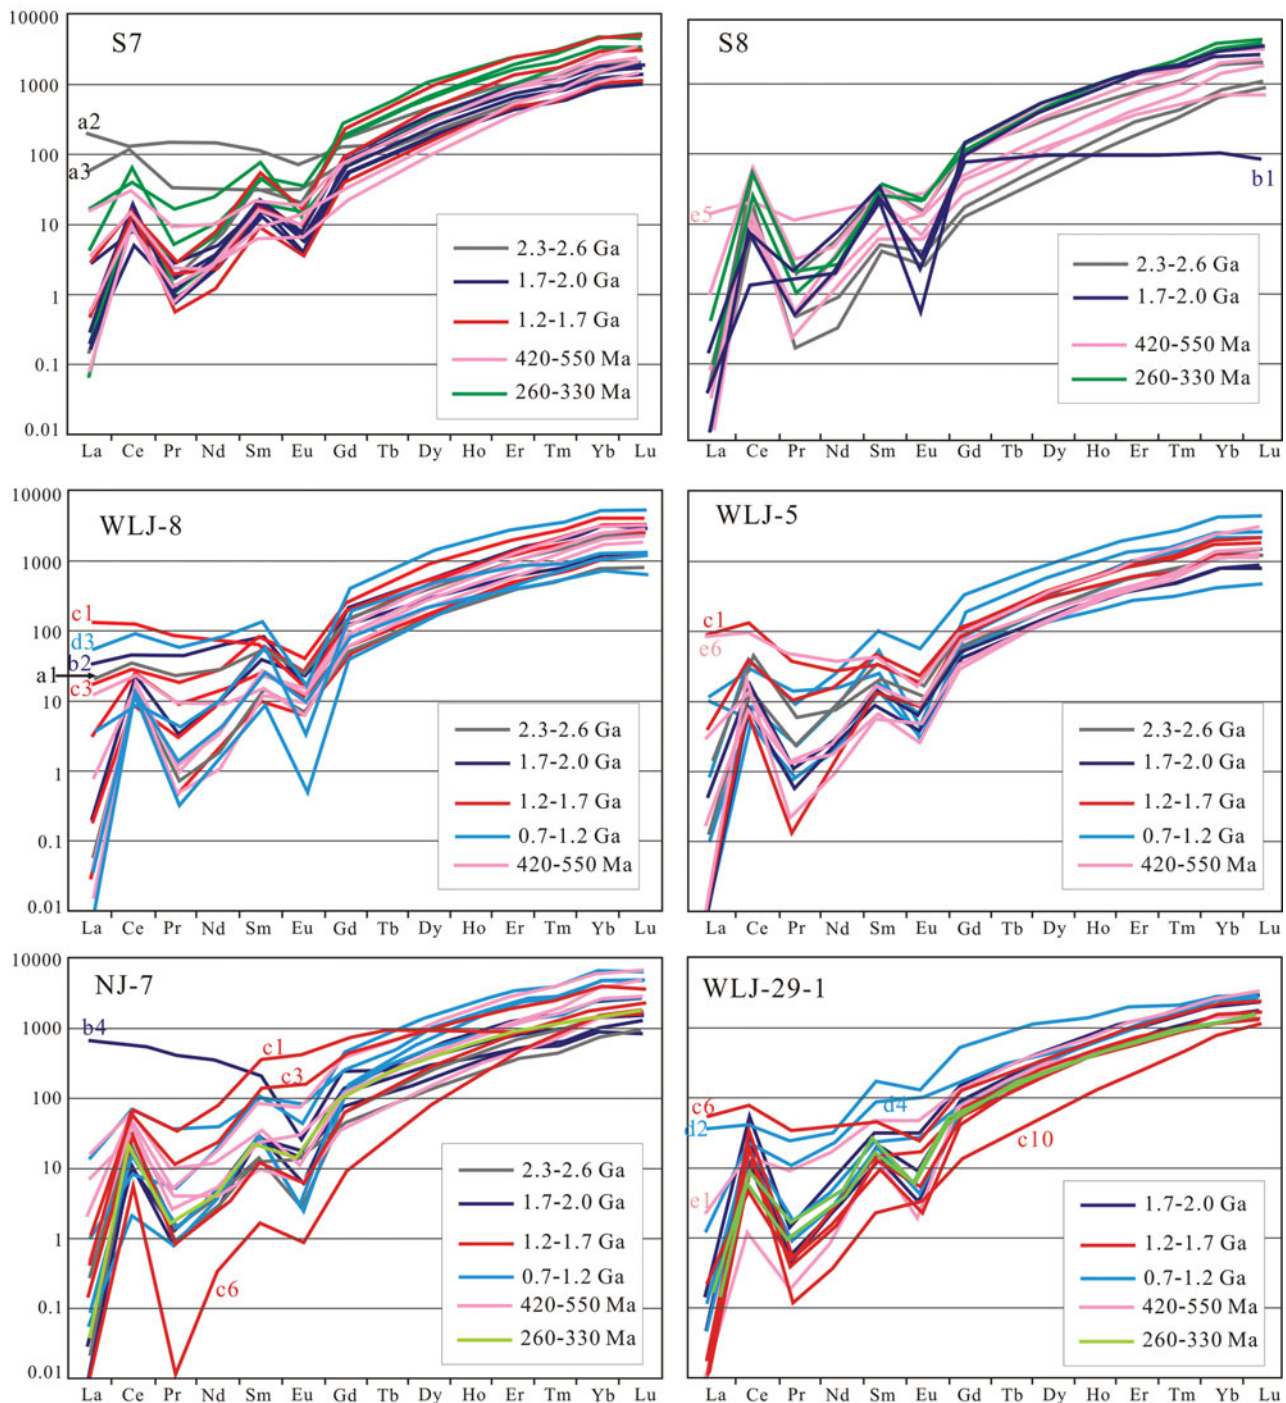 S7
10000
1000
100
10
1
0.1
0.01
a2
a3
2.3-2.6 Ga
1.7-2.0 Ga
1.2-1.7 Ga
420-550 Ma
260-330 Ma
La Ce Pr Nd Sm Eu Gd Tb Dy Ho Er Tm Yb Lu
S8
b1
e5
2.3-2.6 Ga
1.7-2.0 Ga
420-550 Ma
260-330 Ma
La Ce Pr Nd Sm Eu Gd Tb Dy Ho Er Tm Yb Lu
WLJ-8
10000
1000
100
10
1
0.1
0.01
c1
d3
b2
a1
c3
2.3-2.6 Ga
1.7-2.0 Ga
1.2-1.7 Ga
0.7-1.2 Ga
420-550 Ma
La Ce Pr Nd Sm Eu Gd Tb Dy Ho Er Tm Yb Lu
WLJ-5
c1
e6
2.3-2.6 Ga
1.7-2.0 Ga
1.2-1.7 Ga
0.7-1.2 Ga
420-550 Ma
La Ce Pr Nd Sm Eu Gd Tb Dy Ho Er Tm Yb Lu
NJ-7
10000
1000
100
10
1
0.1
0.01
b4
c1
c3
c6
2.3-2.6 Ga
1.7-2.0 Ga
1.2-1.7 Ga
0.7-1.2 Ga
420-550 Ma
260-330 Ma
La Ce Pr Nd Sm Eu Gd Tb Dy Ho Er Tm Yb Lu
WLJ-29-1
c6
d2
d4
c10
e1
1.7-2.0 Ga
1.2-1.7 Ga
0.7-1.2 Ga
420-550 Ma
260-330 Ma
La Ce Pr Nd Sm Eu Gd Tb Dy Ho Er Tm Yb Lu